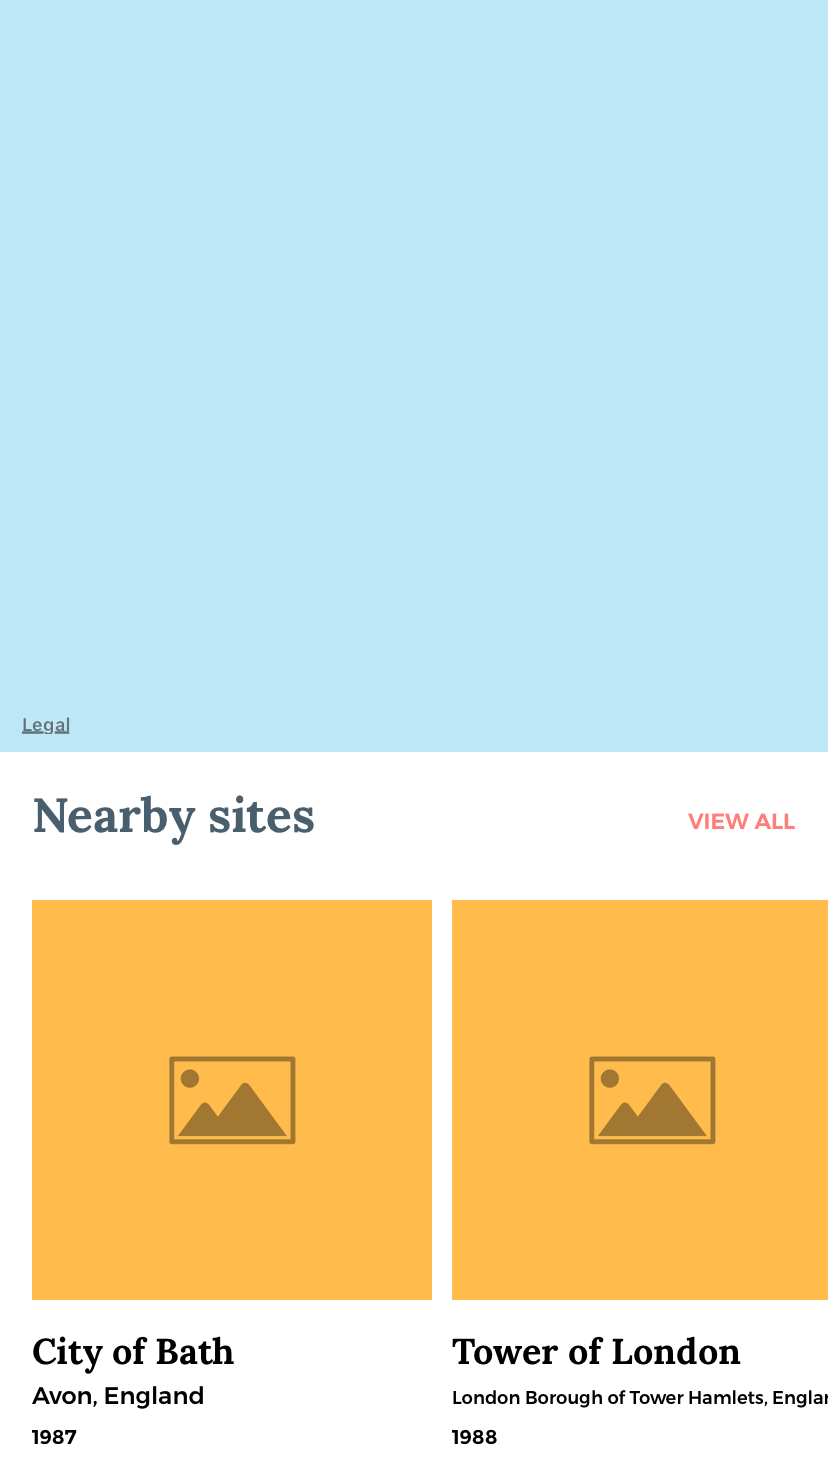 Legal
Nearby sites
VIEW ALL
City of Bath
Tower of London
Avon, England
London Borough of Tower Hamlets, Englan
1987
1988